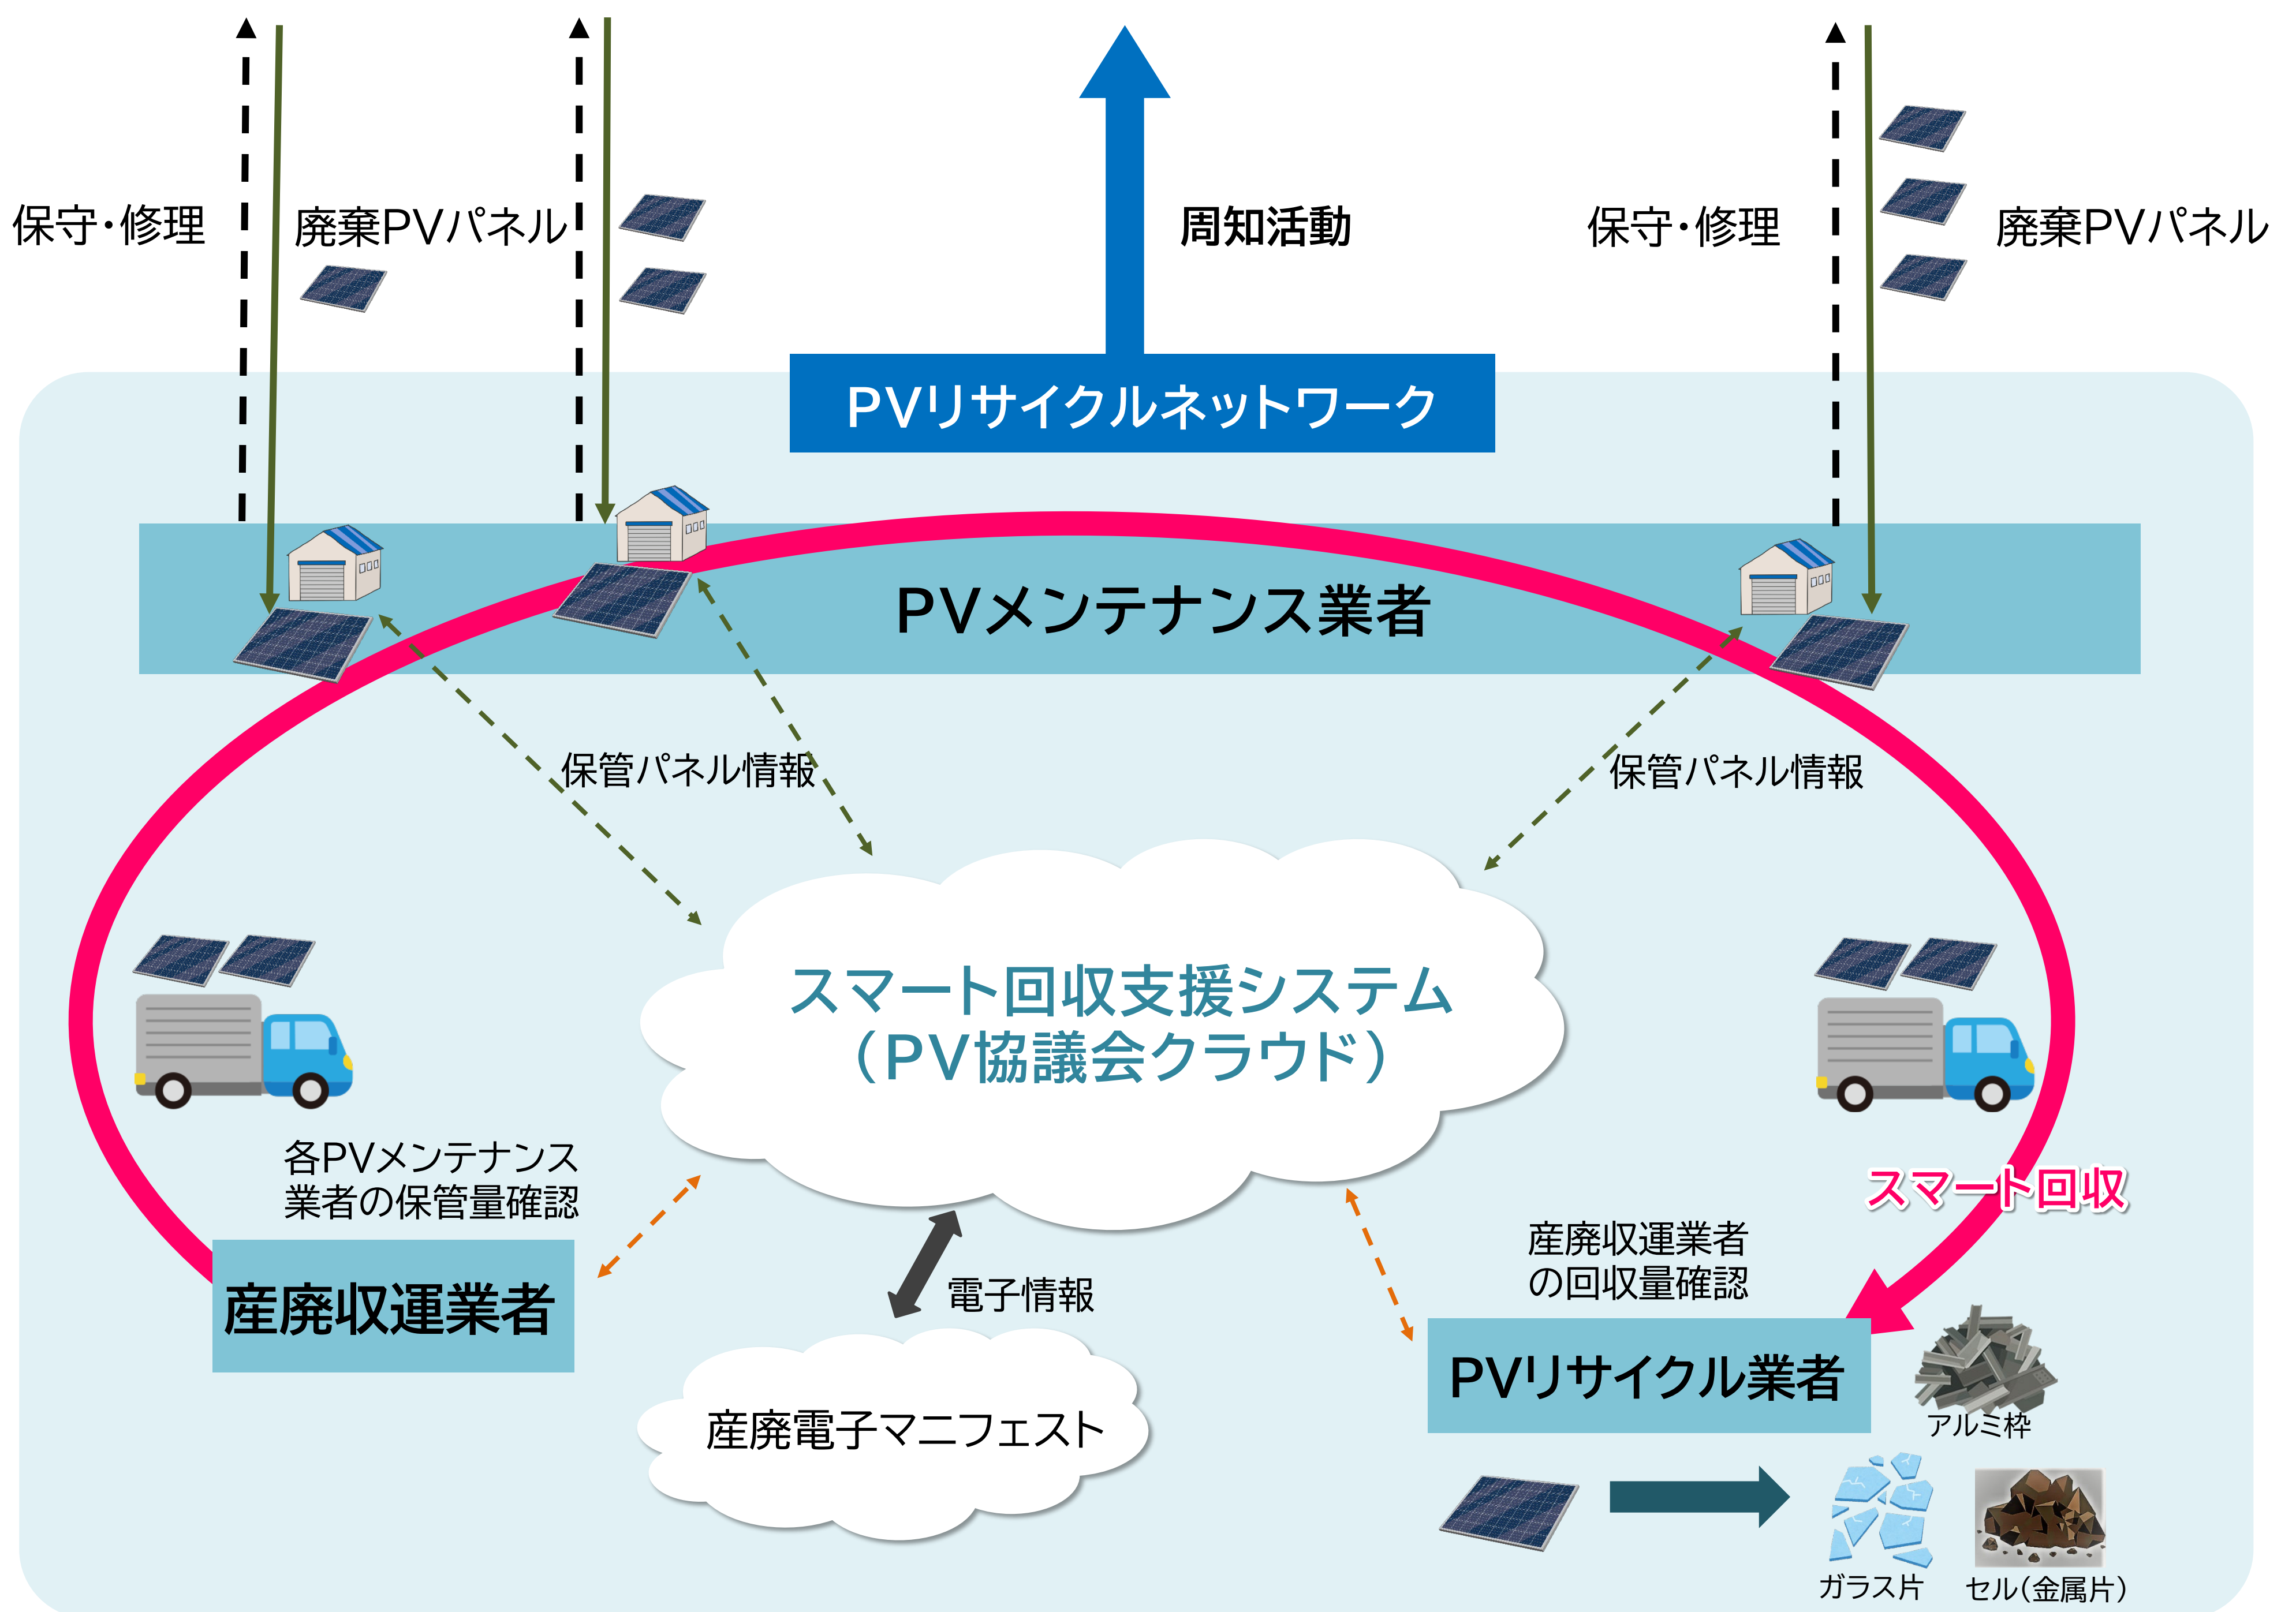 保守・修理
廃棄PVパネル
周知活動
保守・修理
廃棄PVパネル
PVリサイクルネットワーク
PVメンテナンス業者
保管パネル情報
保管パネル情報
スマート回収支援システム
（PV協議会クラウド）
各PVメンテナンス
業者の保管量確認
スマート回収
産廃収運業者
の回収量確認
電子情報
産廃収運業者
PVリサイクル業者
産廃電子マニフェスト
アルミ枠
ガラス片
セル（金属片）